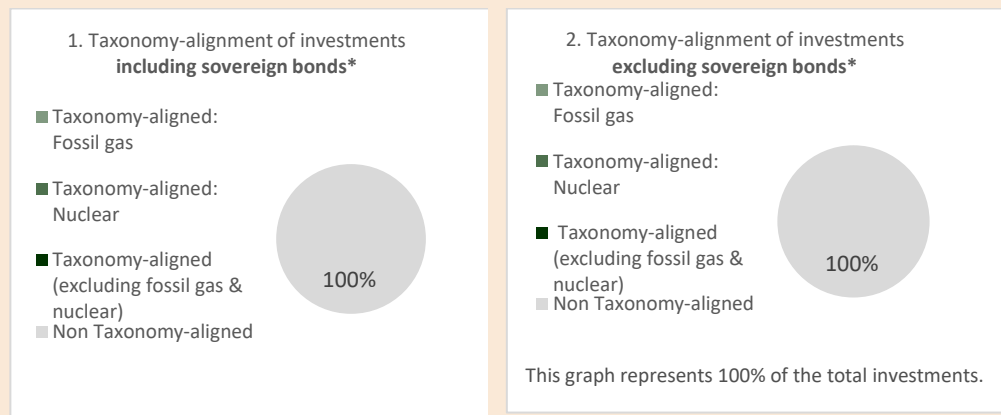 1. Taxonomy-alignment of investments
including sovereign bonds*
Taxonomy-aligned:
Fossil gas
Taxonomy-aligned:
Nuclear
Taxonomy-aligned
(excluding fossil gas &
nuclear)
Non Taxonomy-aligned
100%
2. Taxonomy-alignment of investments
excluding sovereign bonds*
Taxonomy-aligned:
Fossil gas
Taxonomy-aligned:
Nuclear
Taxonomy-aligned
(excluding fossil gas &
nuclear)
Non Taxonomy-aligned
100%
This graph represents 100% of the total investments.